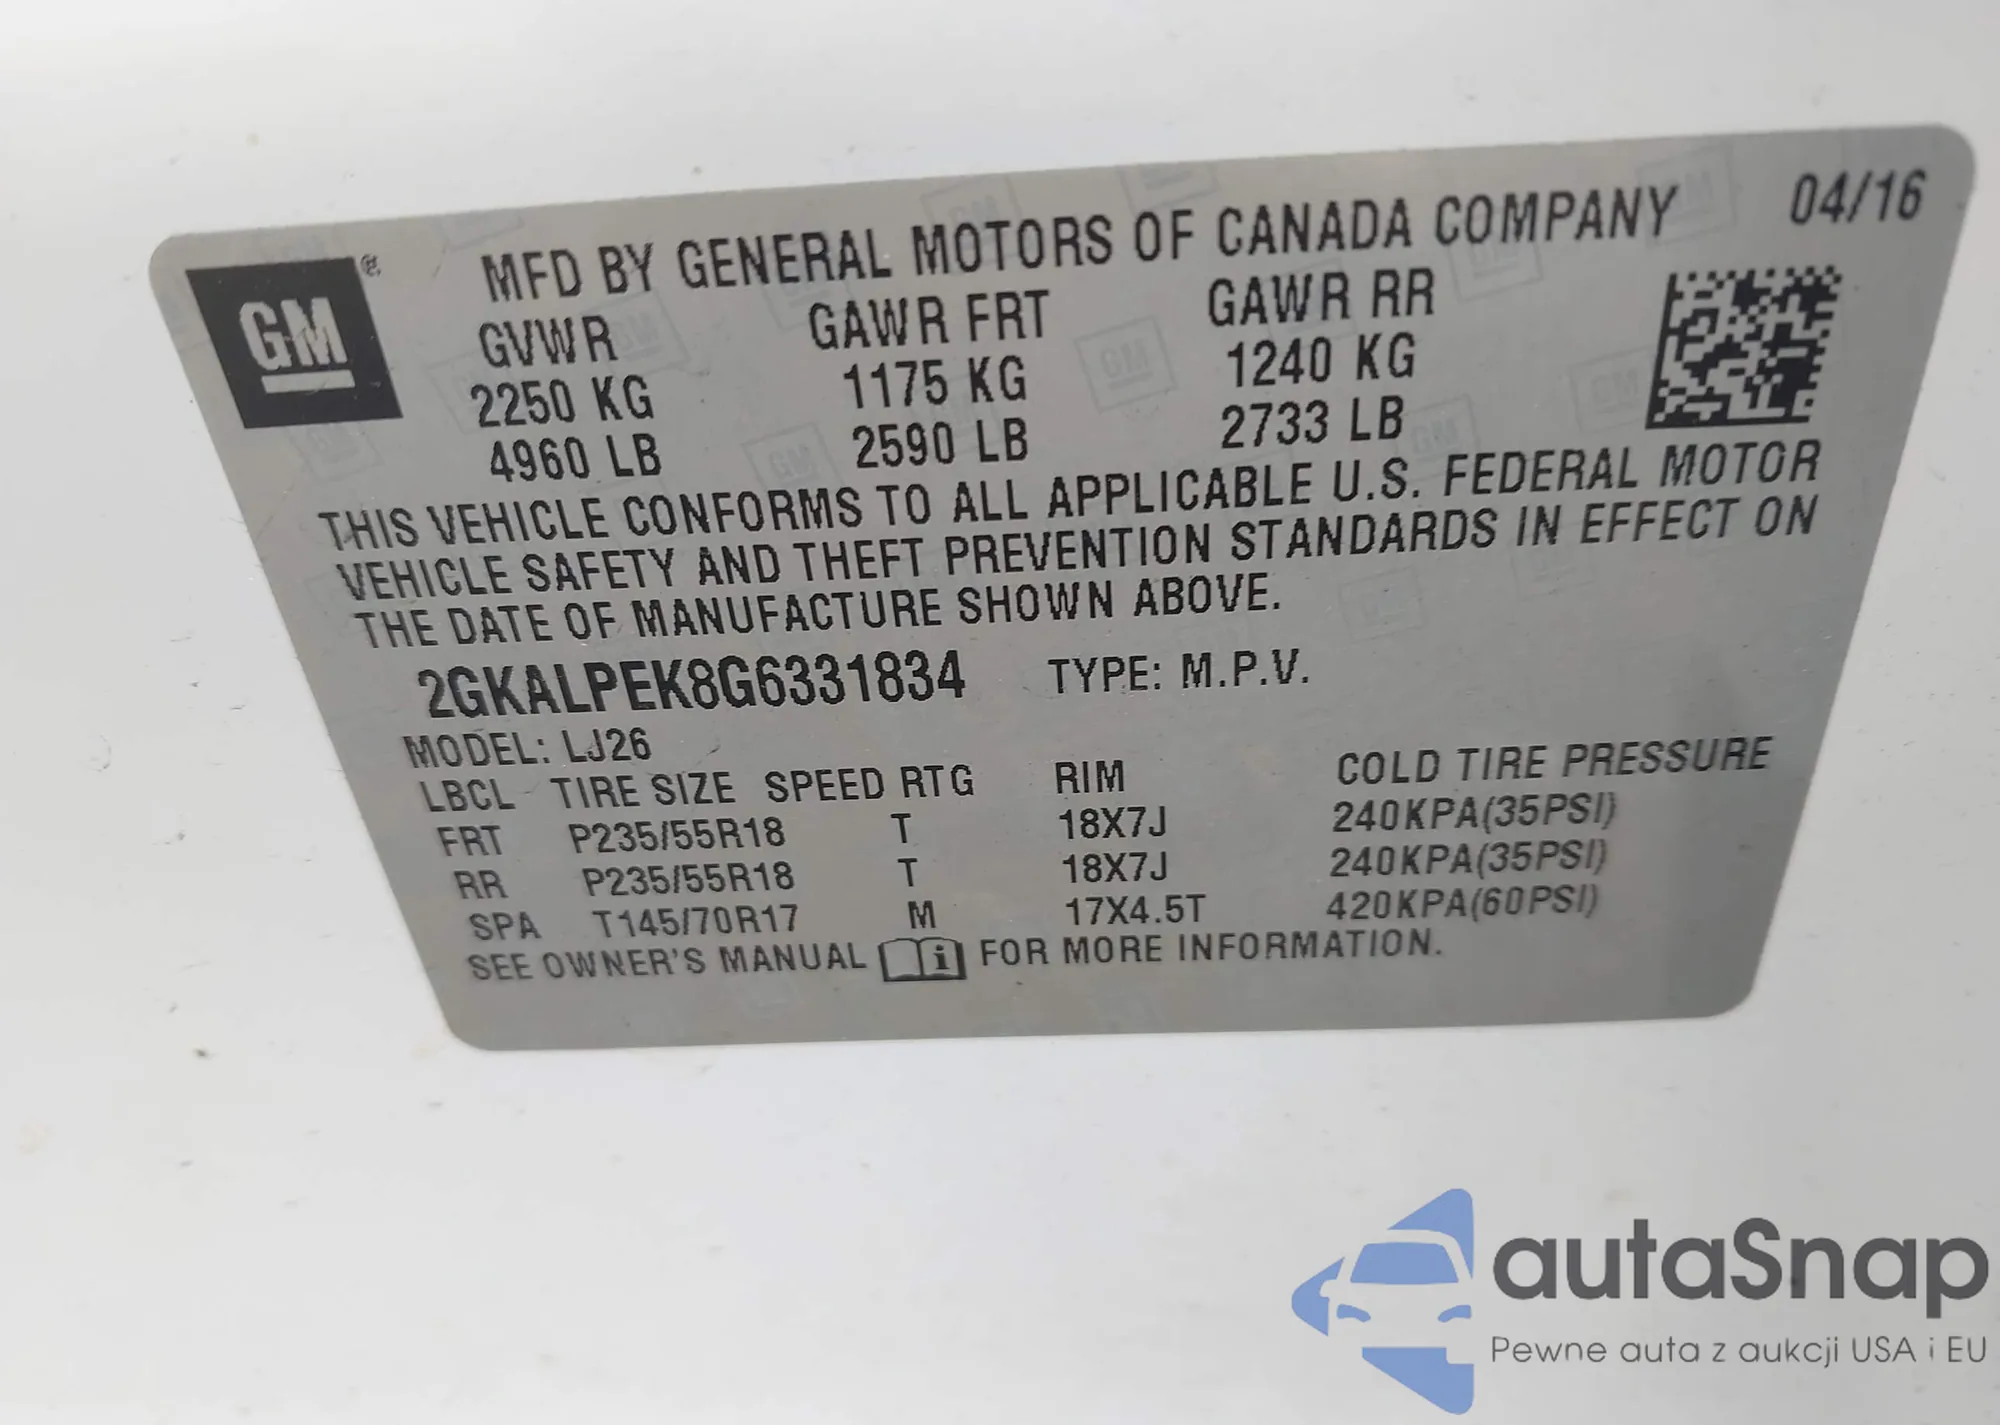 04/16
GM
MFD BY GENERAL MOTORS OF CANADA COMPANY
GVWR GAWR FRT GAWR RR
2250 KG 1175 KG 1240 KG
4960 LB 2590 LB 2733 LB
THIS VEHICLE CONFORMS TO ALL APPLICABLE U.S. FEDERAL MOTOR
VEHICLE SAFETY AND THEFT PREVENTION STANDARDS IN EFFECT ON
THE DATE OF MANUFACTURE SHOWN ABOVE.
2GKALPEK8G6331834 TYPE: M.P.V.
MODEL: LJ26
LBCL TIRE SIZE SPEED RTG RIM COLD TIRE PRESSURE
FRT P235/55R18 T 18X7J 240KPA(35PSI)
RR P235/55R18 T 18X7J 240KPA(35PSI)
SPA T145/70R17 M 17X4.5T 420KPA(60PSI)
SEE OWNER'S MANUAL i FOR MORE INFORMATION.
autaSnap
Pewne auta z aukcji USA i EU